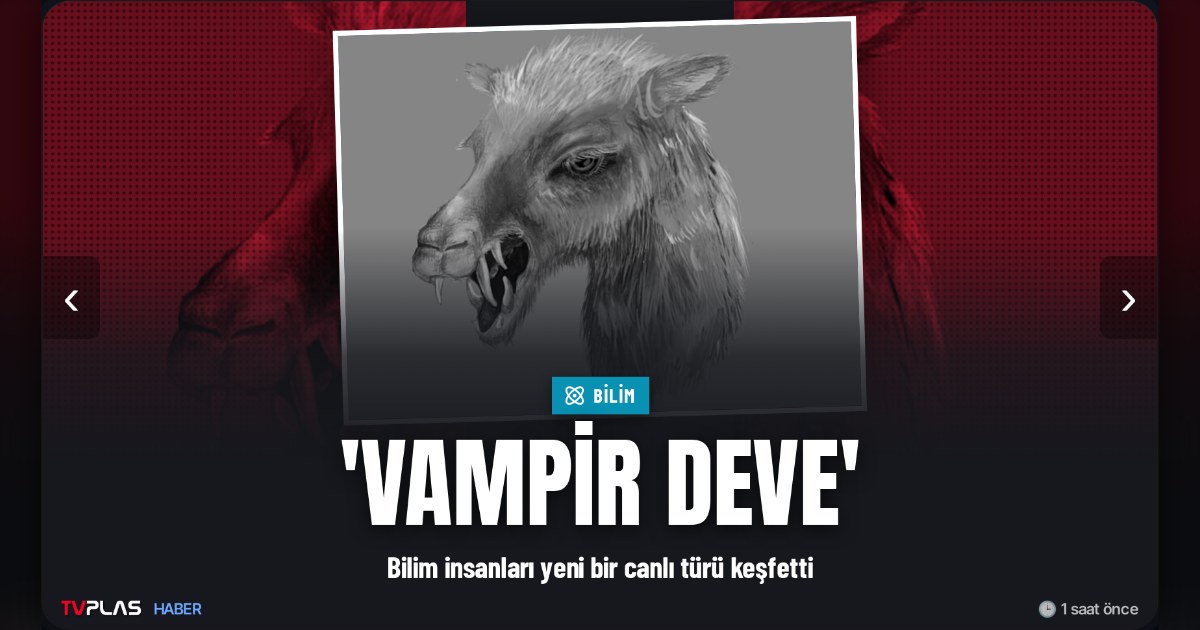 BİLİM
'VAMPİR DEVE'
Bilim insanları yeni bir canlı türü keşfetti
TVPLAS HABER
1 saat önce